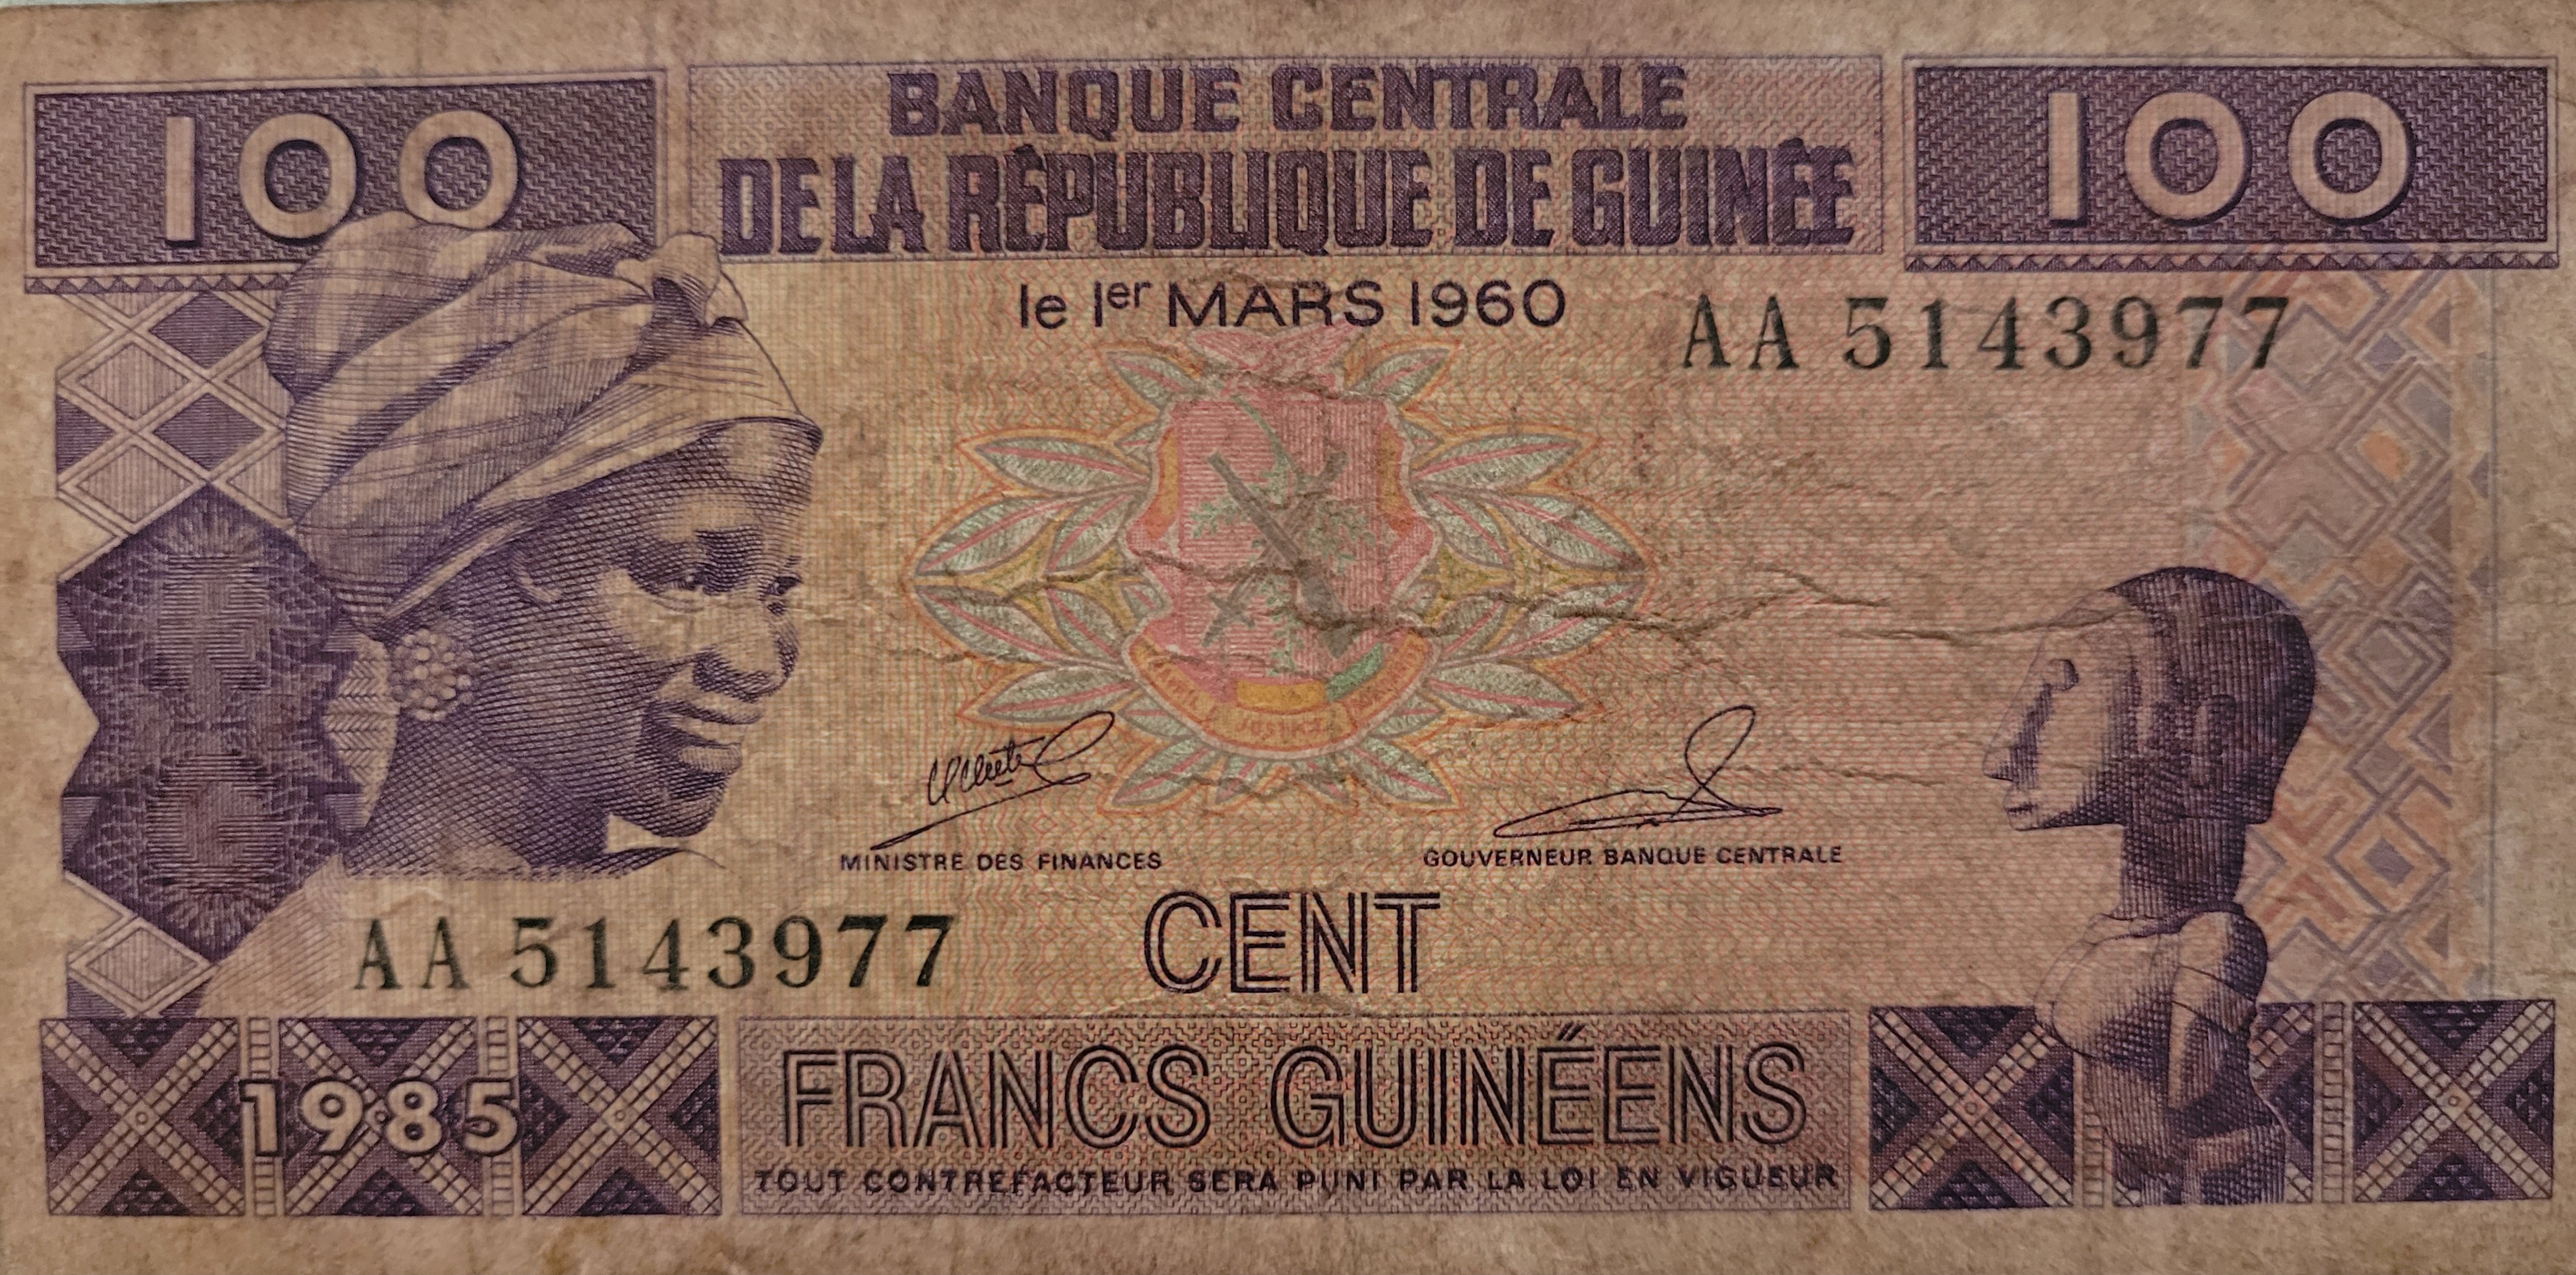 100
BANQUE CENTRALE
DE LA RÉPUBLIQUE DE GUINÉE
100
le 1er MARS 1960
AA 5143977
MINISTRE DES FINANCES
GOUVERNEUR BANQUE CENTRALE
AA 5143977
CENT
1985
FRANCS GUINÉENS
TOUT CONTREFACTEUR SERA PUNI PAR LA LOI EN VIGUEUR